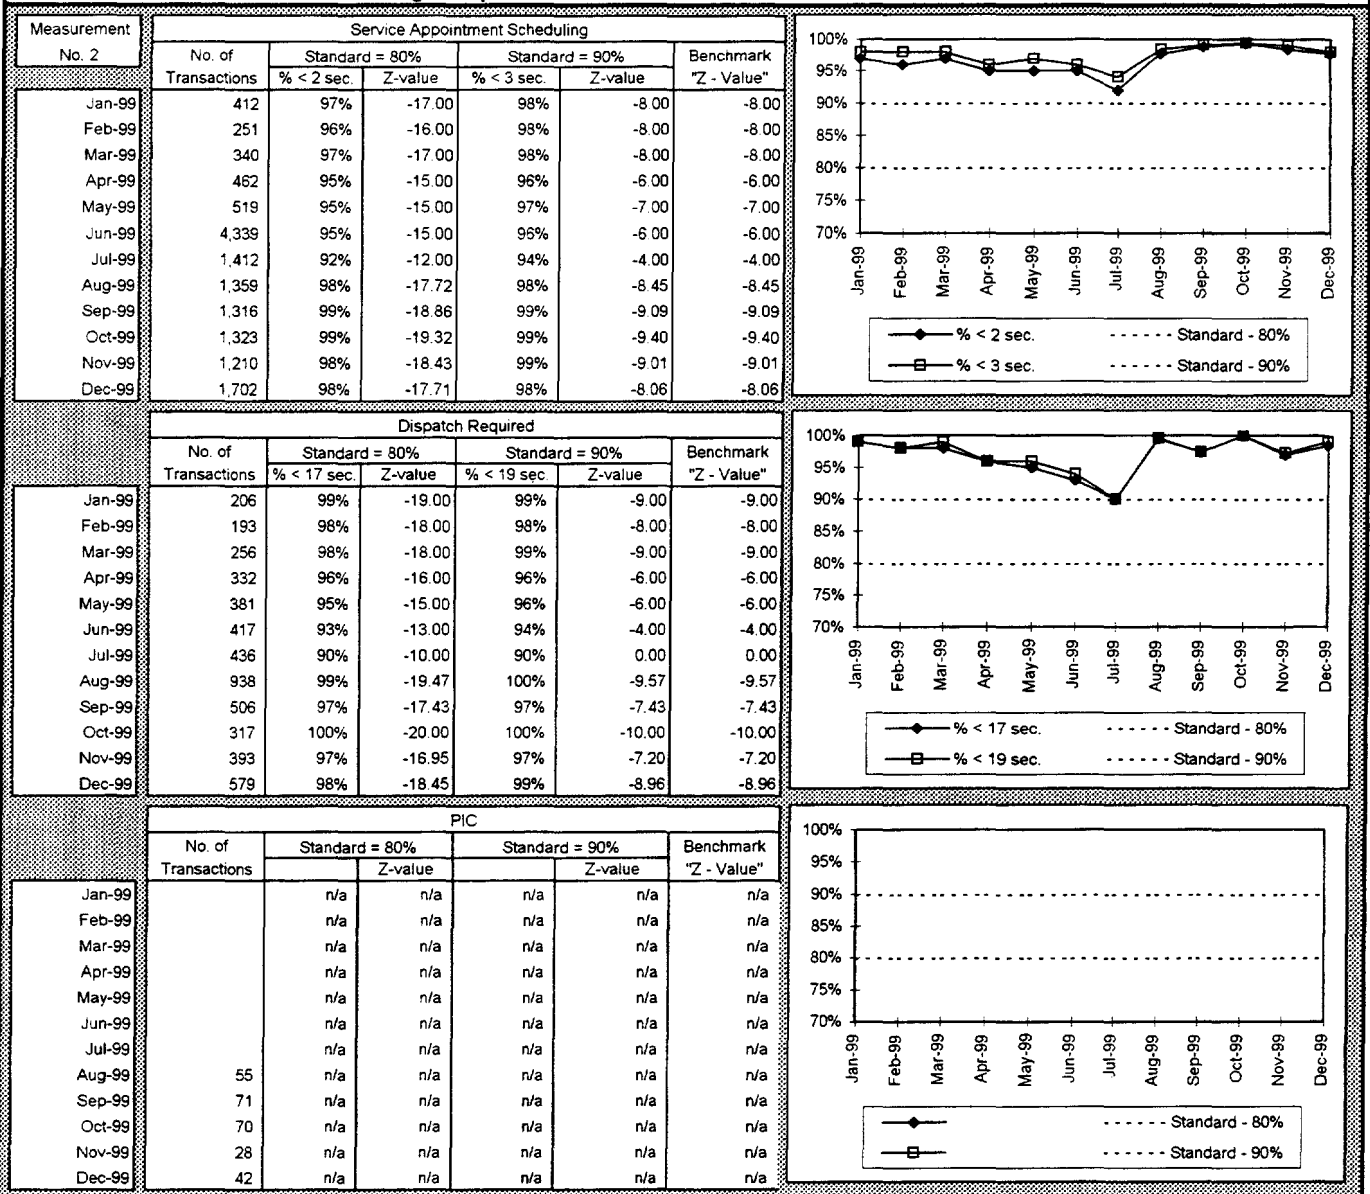 Measurement
No. 2
Service Appointment Scheduling
No. of Standard = 80% Standard = 90% Benchmark
Transactions % < 2 sec. Z-value % < 3 sec. Z-value "Z - Value"
Jan-99 412 97% -17.00 98% -8.00 -8.00
Feb-99 251 96% -16.00 98% -8.00 -8.00
Mar-99 340 97% -17.00 98% -8.00 -8.00
Apr-99 462 95% -15.00 96% -6.00 -6.00
May-99 519 95% -15.00 97% -7.00 -7.00
Jun-99 4,339 95% -15.00 96% -6.00 -6.00
Jul-99 1,412 92% -12.00 94% -4.00 -4.00
Aug-99 1,359 98% -17.72 98% -8.45 -8.45
Sep-99 1,316 99% -18.86 99% -9.09 -9.09
Oct-99 1,323 99% -19.32 99% -9.40 -9.40
Nov-99 1,210 98% -18.43 99% -9.01 -9.01
Dec-99 1,702 98% -17.71 98% -8.06 -8.06
100%
95%
90%
85%
80%
75%
70%
Jan-99 Feb-99 Mar-99 Apr-99 May-99 Jun-99 Jul-99 Aug-99 Sep-99 Oct-99 Nov-99 Dec-99
% < 2 sec. Standard - 80%
% < 3 sec. Standard - 90%
Dispatch Required
No. of Standard = 80% Standard = 90% Benchmark
Transactions % < 17 sec. Z-value % < 19 sec. Z-value "Z - Value"
Jan-99 206 99% -19.00 99% -9.00 -9.00
Feb-99 193 98% -18.00 98% -8.00 -8.00
Mar-99 256 98% -18.00 99% -9.00 -9.00
Apr-99 332 96% -16.00 96% -6.00 -6.00
May-99 381 95% -15.00 96% -6.00 -6.00
Jun-99 417 93% -13.00 94% -4.00 -4.00
Jul-99 436 90% -10.00 90% 0.00 0.00
Aug-99 938 99% -19.47 100% -9.57 -9.57
Sep-99 506 97% -17.43 97% -7.43 -7.43
Oct-99 317 100% -20.00 100% -10.00 -10.00
Nov-99 393 97% -16.95 97% -7.20 -7.20
Dec-99 579 98% -18.45 99% -8.96 -8.96
100%
95%
90%
85%
80%
75%
70%
Jan-99 Feb-99 Mar-99 Apr-99 May-99 Jun-99 Jul-99 Aug-99 Sep-99 Oct-99 Nov-99 Dec-99
% < 17 sec. Standard - 80%
% < 19 sec. Standard - 90%
PIC
No. of Standard = 80% Standard = 90% Benchmark
Transactions Z-value Z-value "Z - Value"
Jan-99 n/a n/a n/a n/a n/a
Feb-99 n/a n/a n/a n/a n/a
Mar-99 n/a n/a n/a n/a n/a
Apr-99 n/a n/a n/a n/a n/a
May-99 n/a n/a n/a n/a n/a
Jun-99 n/a n/a n/a n/a n/a
Jul-99 n/a n/a n/a n/a n/a
Aug-99 55 n/a n/a n/a n/a n/a
Sep-99 71 n/a n/a n/a n/a n/a
Oct-99 70 n/a n/a n/a n/a n/a
Nov-99 28 n/a n/a n/a n/a n/a
Dec-99 42 n/a n/a n/a n/a n/a
100%
95%
90%
85%
80%
75%
70%
Jan-99 Feb-99 Mar-99 Apr-99 May-99 Jun-99 Jul-99 Aug-99 Sep-99 Oct-99 Nov-99 Dec-99
Standard - 80%
Standard - 90%